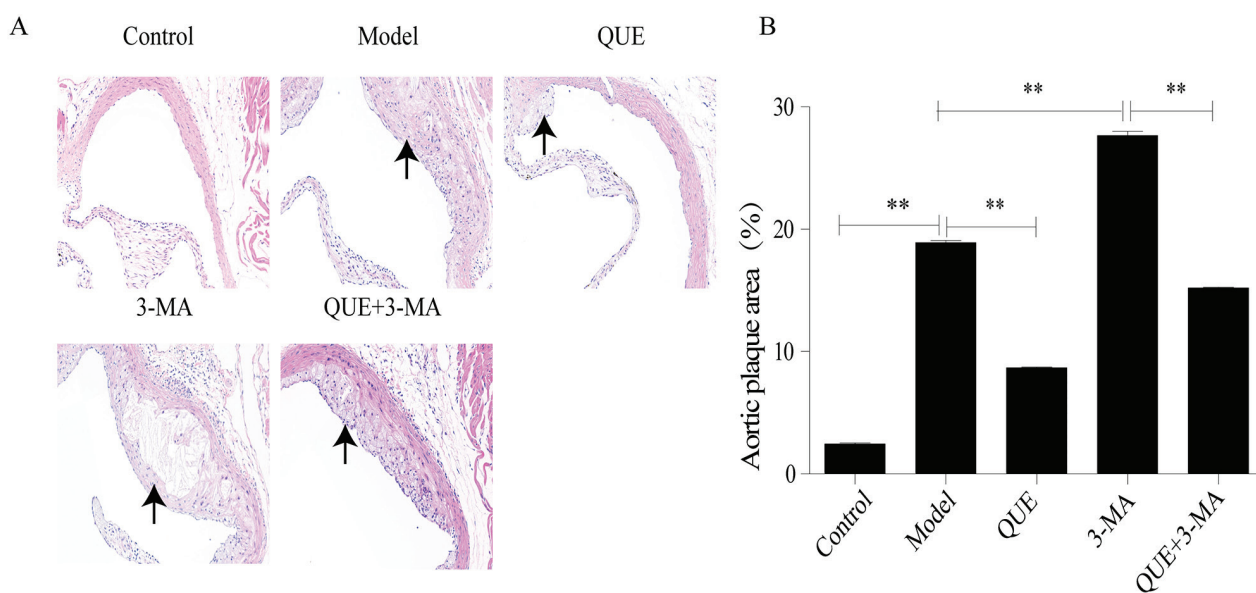 A
Control
Model
QUE
3-MA
QUE+3-MA
B
Aortic plaque area (%)
30
20
10
0
**
**
**
**
Control
Model
QUE
3-MA
QUE+3-MA